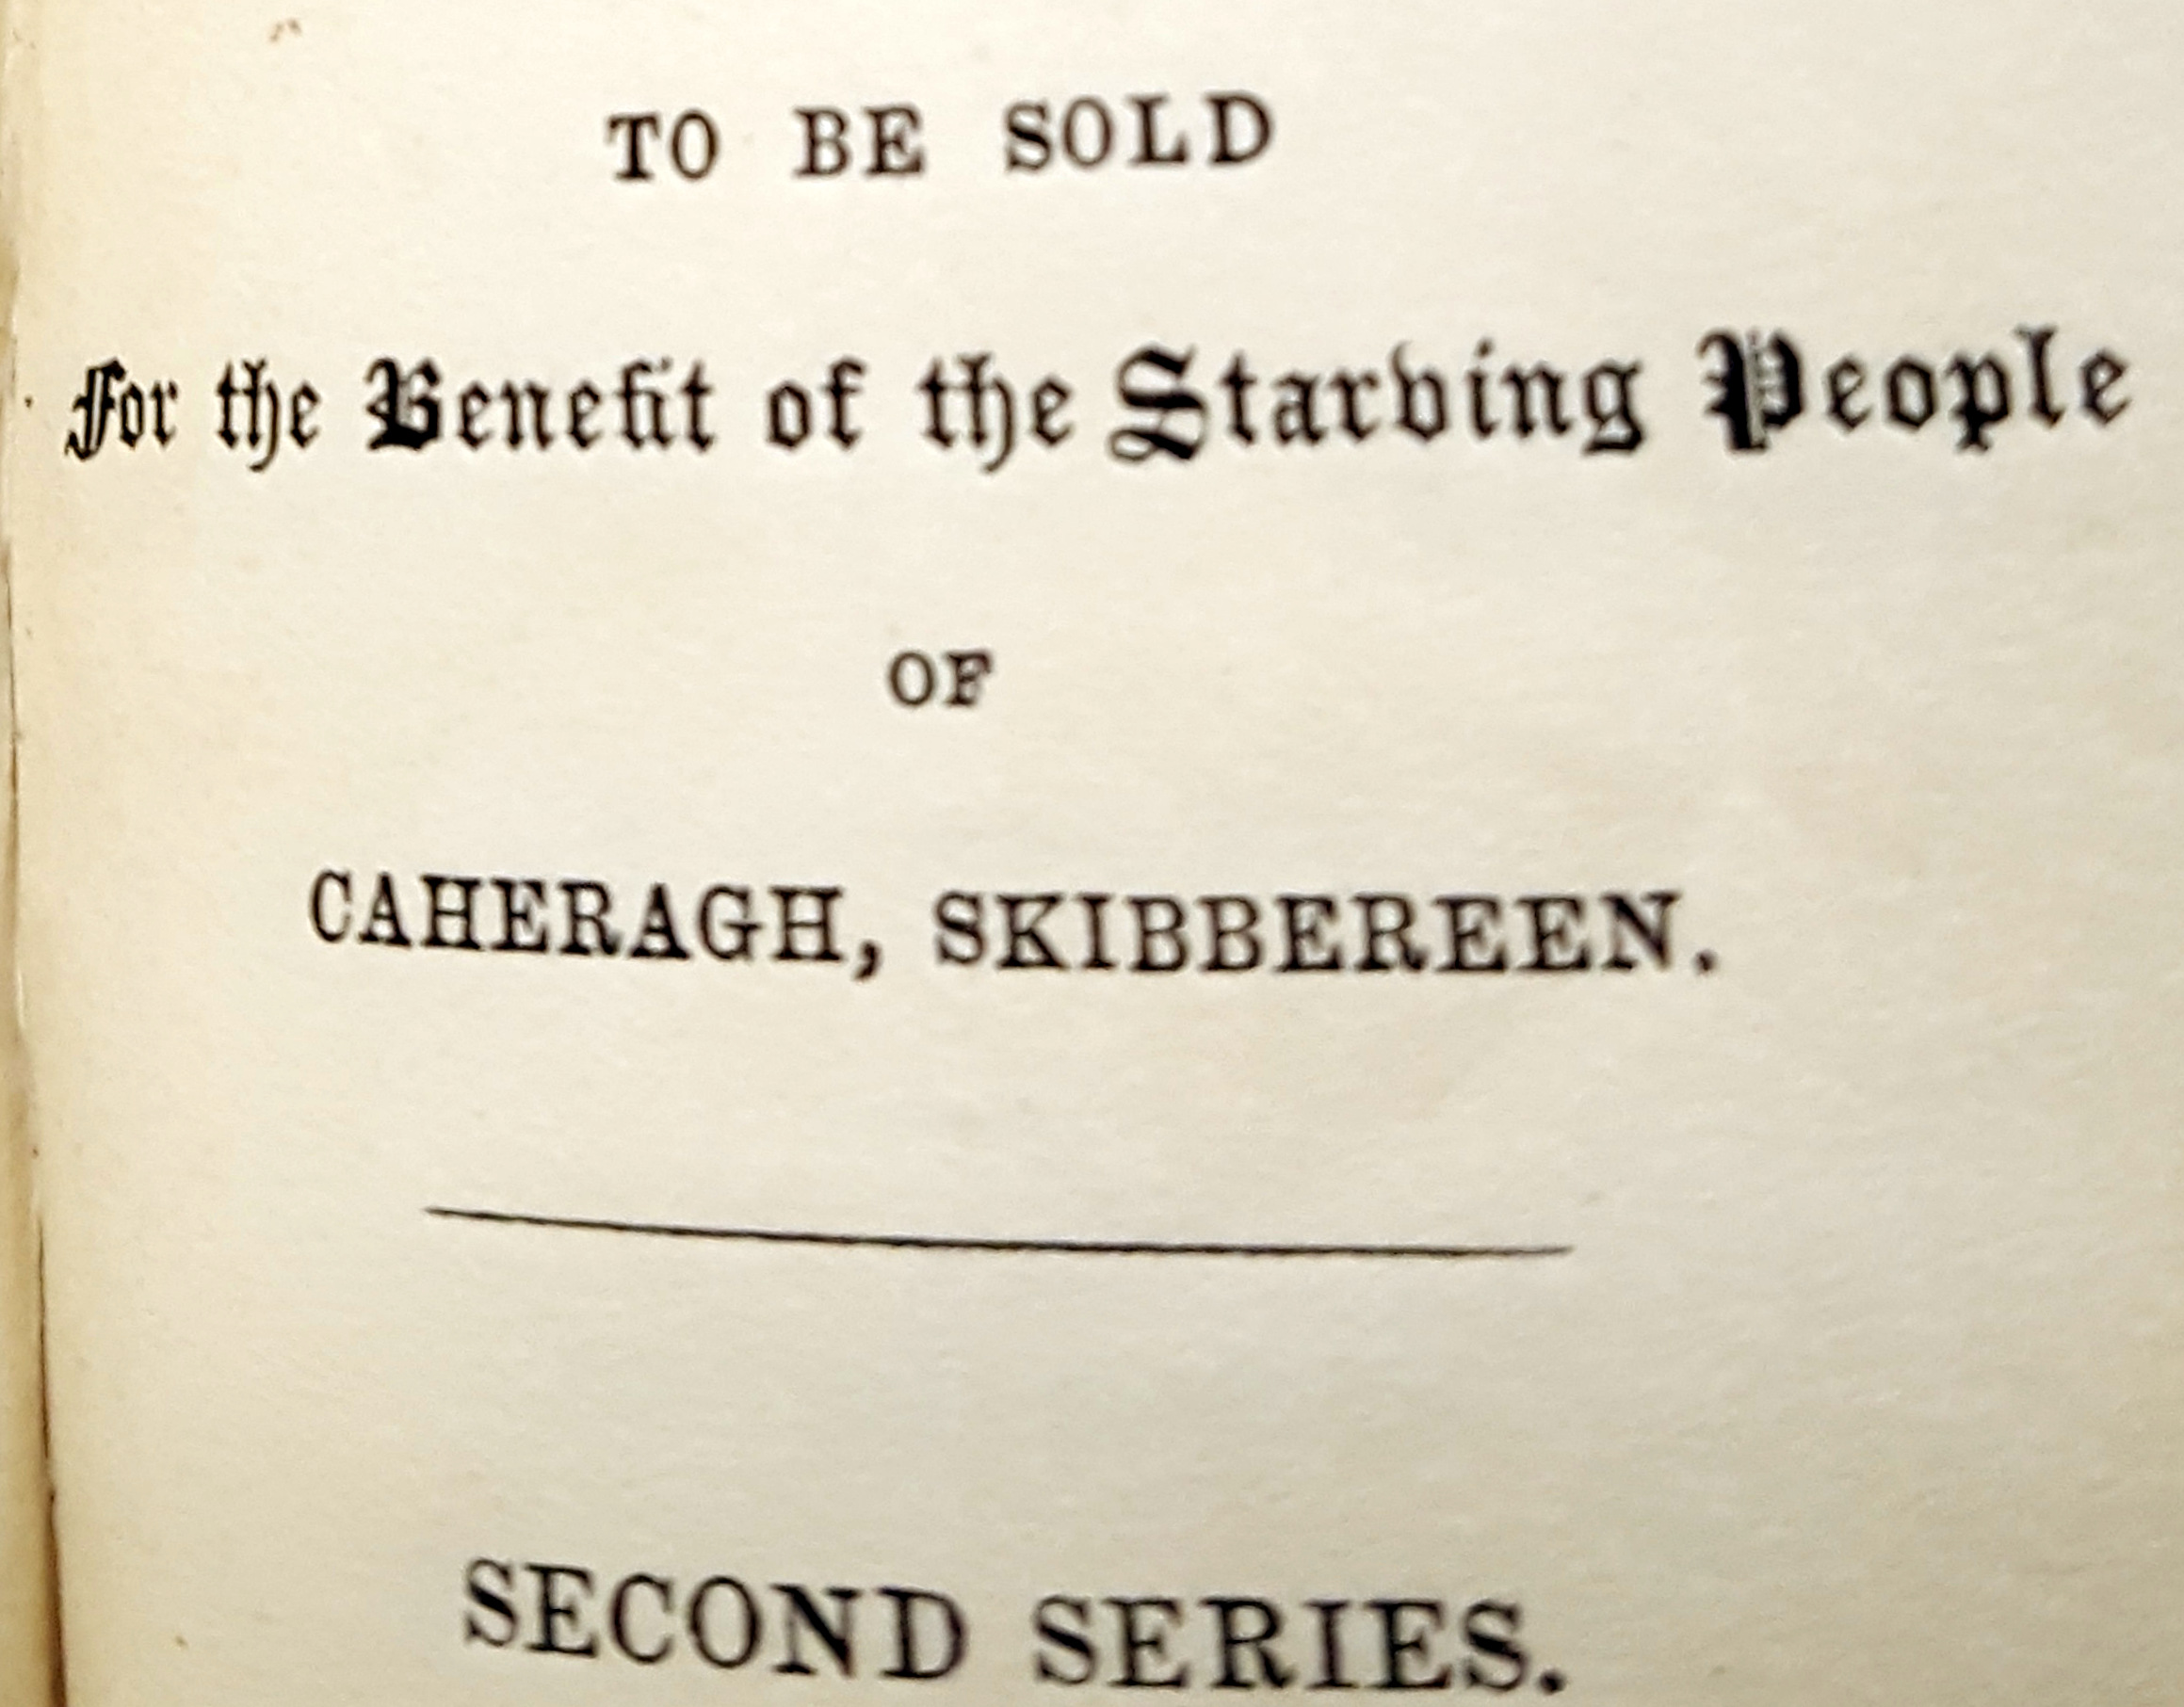 TO BE SOLD
For the Benefit of the Starving People
OF
CAHERAGH, SKIBBEREEN.
SECOND SERIES.